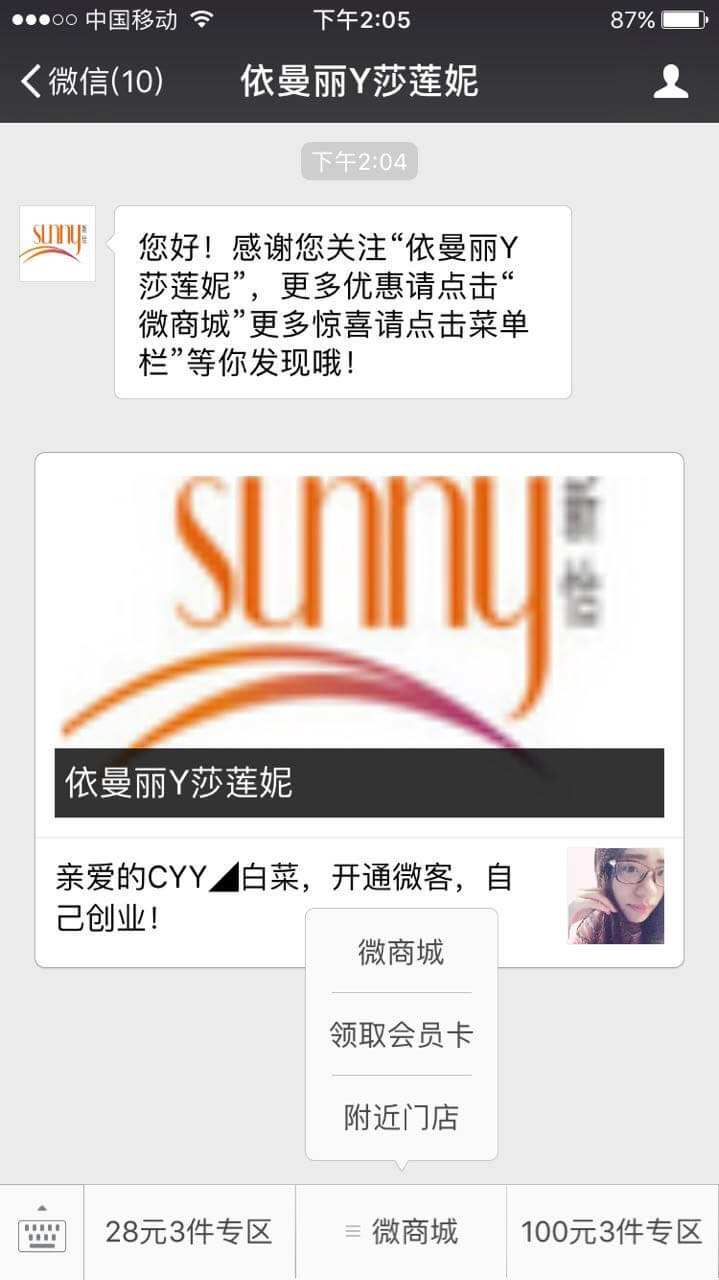 中国移动 下午2:05 87%
微信(10) 依曼丽Y莎莲妮
下午2:04
sunny
您好！感谢您关注“依曼丽Y
莎莲妮”，更多优惠请点击“
微商城”更多惊喜请点击菜单
栏”等你发现哦！
sunny
依曼丽Y莎莲妮
亲爱的CYY◢白菜，开通微客，自
己创业！
微商城
领取会员卡
附近门店
28元3件专区 微商城 100元3件专区